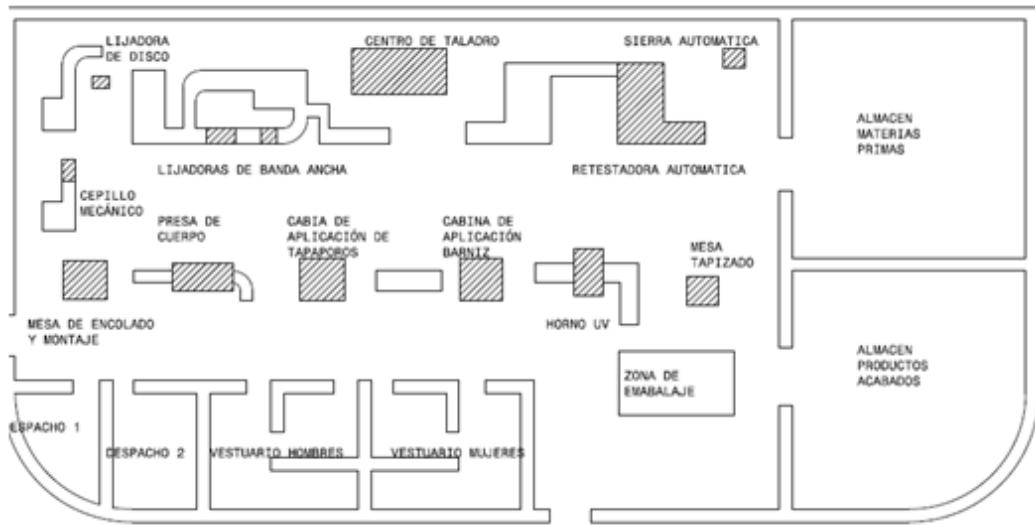 LIJADORA
DE DISCO
CENTRO DE TALADRO
SIERRA AUTOMATICA
ALMACEN
MATERIAS
PRIMAS
LIJADORAS DE BANDA ANCHA
RETESTADORA AUTOMATICA
CEPILLO
MECÁNICO
PRESA DE
CUERPO
CABIA DE
APLICACIÓN DE
TAPAPOROS
CABINA DE
APLICACIÓN
BARNIZ
MESA
TAPIZADO
MESA DE ENCOLADO
Y MONTAJE
HORNO UV
ALMACEN
PRODUCTOS
ACABADOS
ZONA DE
EMABALAJE
ESPACHO 1
DESPACHO 2
VESTUARIO HOMBRES
VESTUARIO MUJERES